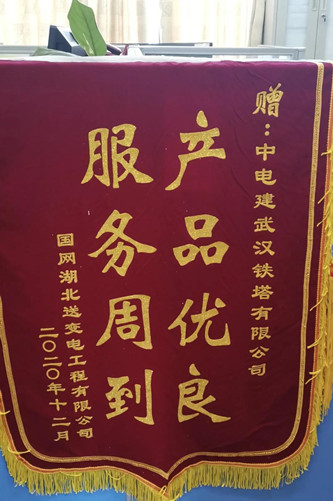 赠：中电建武汉铁塔有限公司
产品优良
服务周到
国网湖北送变电工程有限公司
二〇二〇年十二月